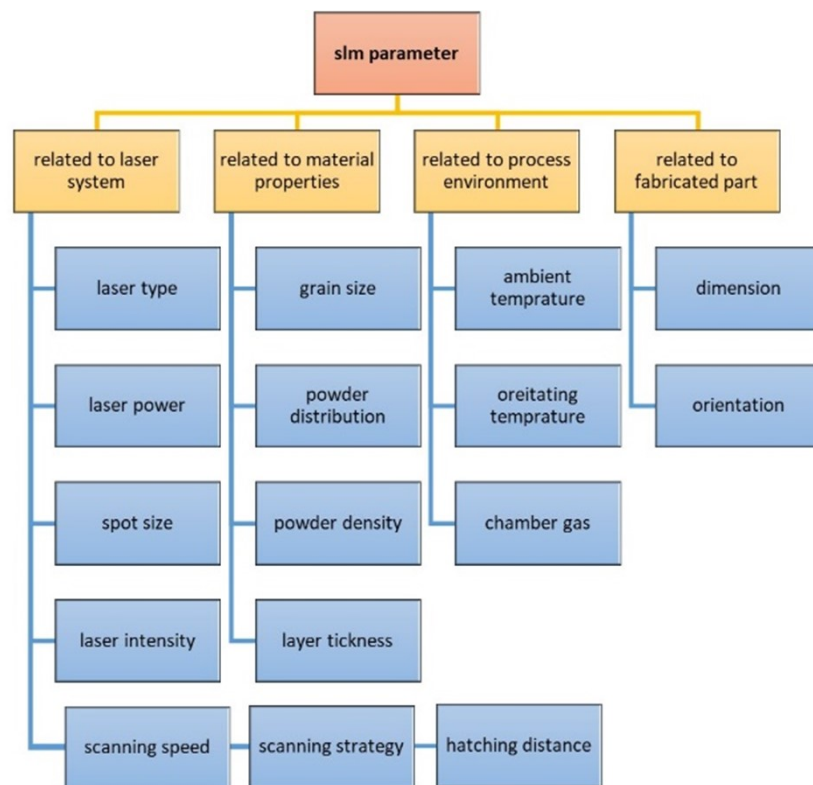 slm parameter
related to laser
system
related to material
properties
related to process
environment
related to
fabricated part
laser type
grain size
ambient
temprature
dimension
laser power
powder
distribution
oreitating
temprature
orientation
spot size
powder density
chamber gas
laser intensity
layer tickness
scanning speed
scanning strategy
hatching distance